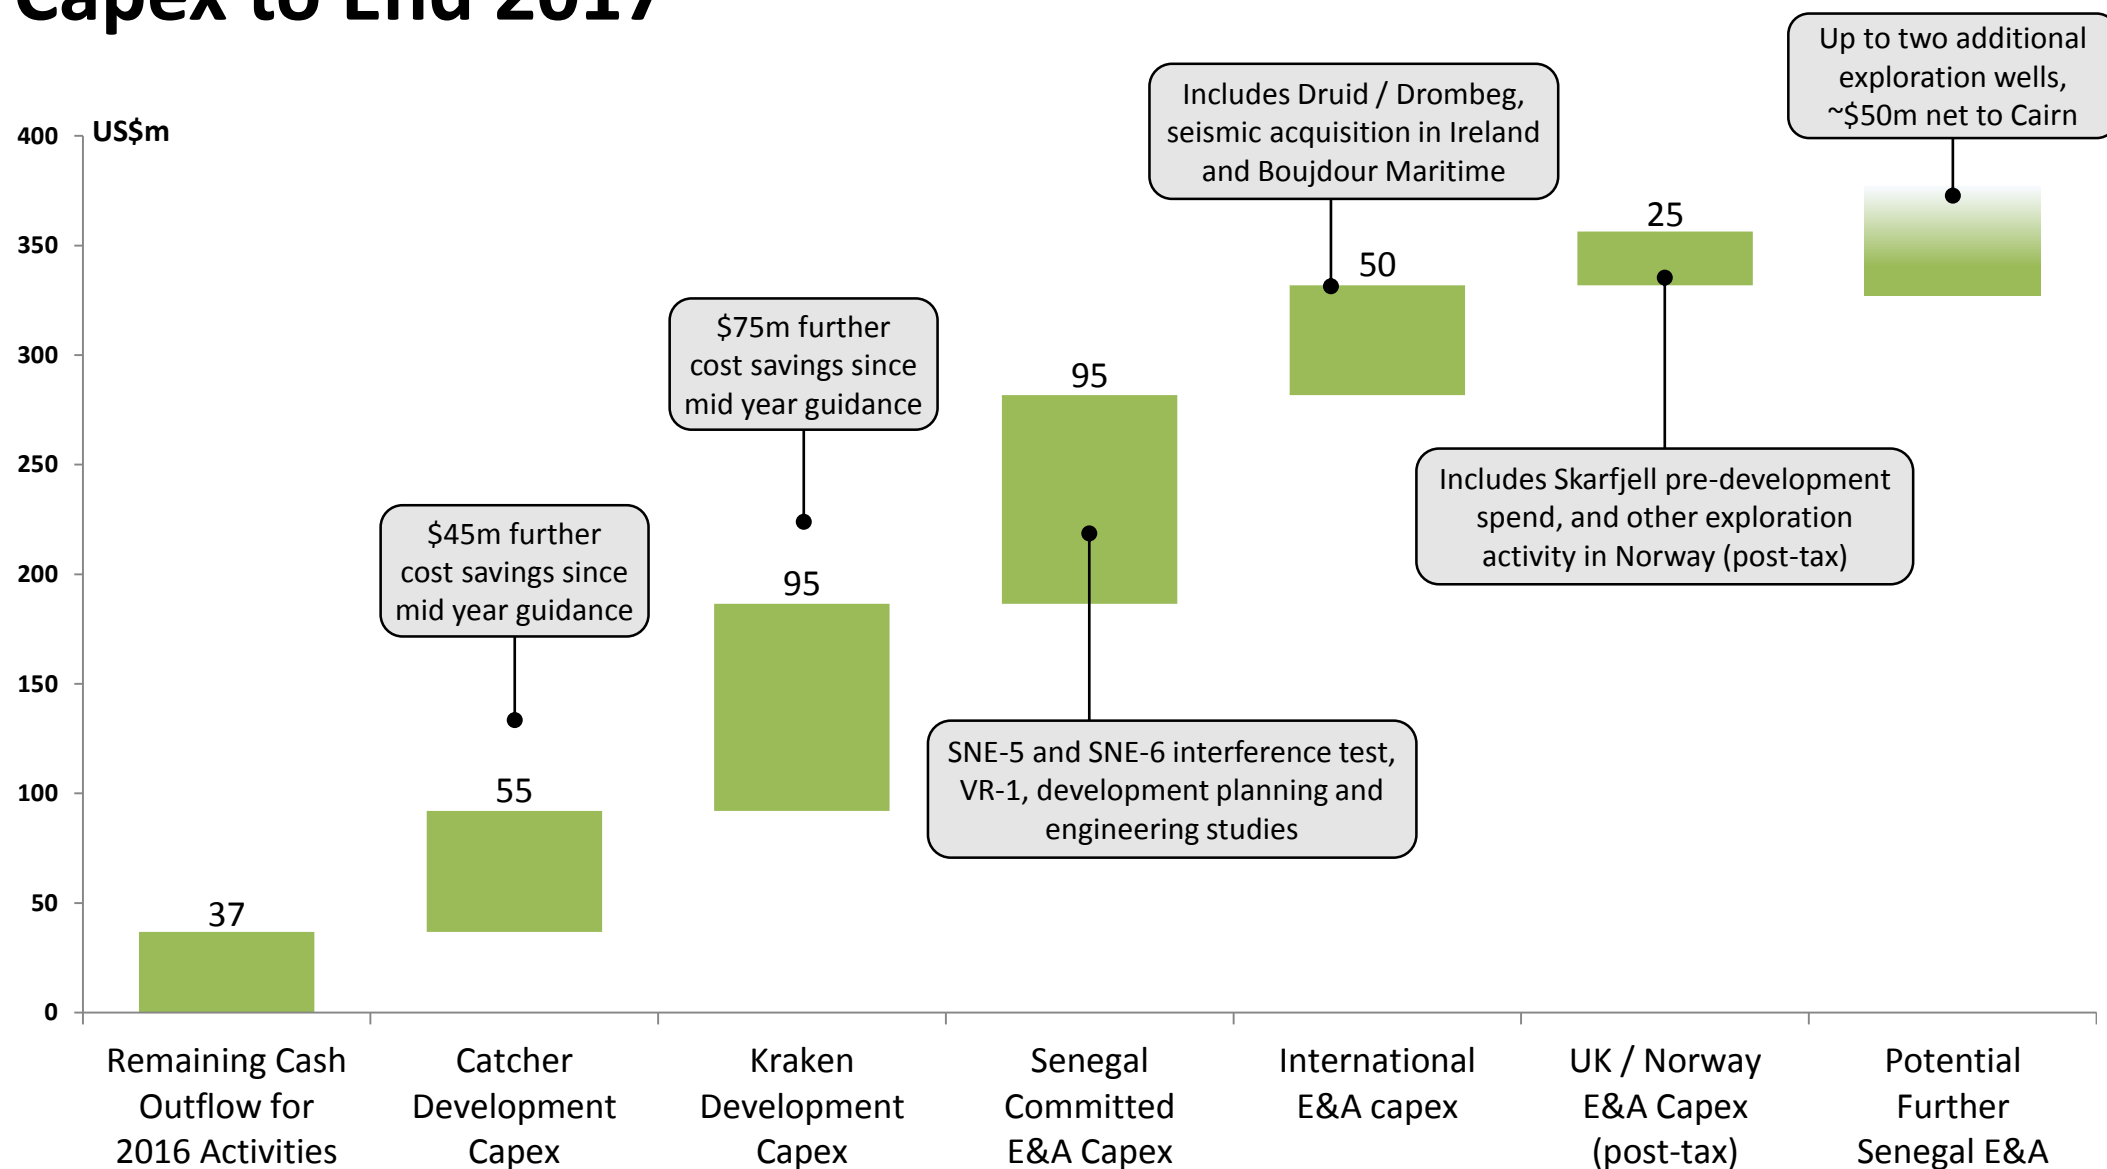 Capex to End 2017
US$m
400
350
300
250
200
150
100
50
0
37
55
95
95
50
25
$45m further
cost savings since
mid year guidance
$75m further
cost savings since
mid year guidance
SNE-5 and SNE-6 interference test,
VR-1, development planning and
engineering studies
Includes Druid / Drombeg,
seismic acquisition in Ireland
and Boujdour Maritime
Includes Skarfjell pre-development
spend, and other exploration
activity in Norway (post-tax)
Up to two additional
exploration wells,
~$50m net to Cairn
Remaining Cash
Outflow for
2016 Activities
Catcher
Development
Capex
Kraken
Development
Capex
Senegal
Committed
E&A Capex
International
E&A capex
UK / Norway
E&A Capex
(post-tax)
Potential
Further
Senegal E&A